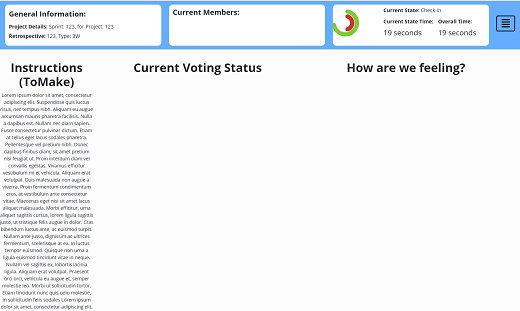 General Information:
Project Details: Sprint: 123, for Project: 123
Retrospective: 123, Type: 3W
Current Members:
Current State: Check-in
Current State Time: Overall Time:
19 seconds 19 seconds
Instructions
(ToMake)
Current Voting Status
How are we feeling?
Lorem ipsum dolor sit amet, consectetur
adipiscing elit. Suspendisse quis luctus
risus, nec tempus nibh. Aliquam eu augue
accumsan mauris pharetra facilisis. Nulla
a dapibus est. Nullam nec diam sapien.
Fusce consectetur pulvinar dictum. Etiam
at tellus eget lacus sodales pharetra.
Pellentesque vel pretium nibh. Donec
dapibus finibus diam, sit amet pretium
nisi feugiat ut. Proin interdum diam vel
convallis egestas. Vivamus efficitur
vestibulum mi et vehicula. Aliquam erat
volutpat. Duis malesuada non augue a
viverra. Proin fermentum condimentum
eros, at vestibulum ante consectetur
vitae. Maecenas eget nisi sit amet lacus
aliquet malesuada. Morbi efficitur, urna
aliquet sagittis cursus, lorem ligula sagittis
justo, ut tristique felis augue in dolor. Cras
bibendum luctus ante, ac euismod turpis.
Nullam ante justo, dignissim ac ultrices
fermentum, scelerisque at ex. In luctus
tempor euismod. Quisque non urna a
ligula euismod tincidunt vitae in neque.
Nullam vel sagittis ex, lobortis lacinia
ligula. Aliquam erat volutpat. Praesent
orci orci, vehicula eu augue et, semper
molestie leo. Morbi ut sollicitudin tortor.
Etiam tincidunt nunc quis odio molestie,
in sollicitudin felis sodales Lorem ipsum
dolor sit amet, consectetur adipiscing elit.